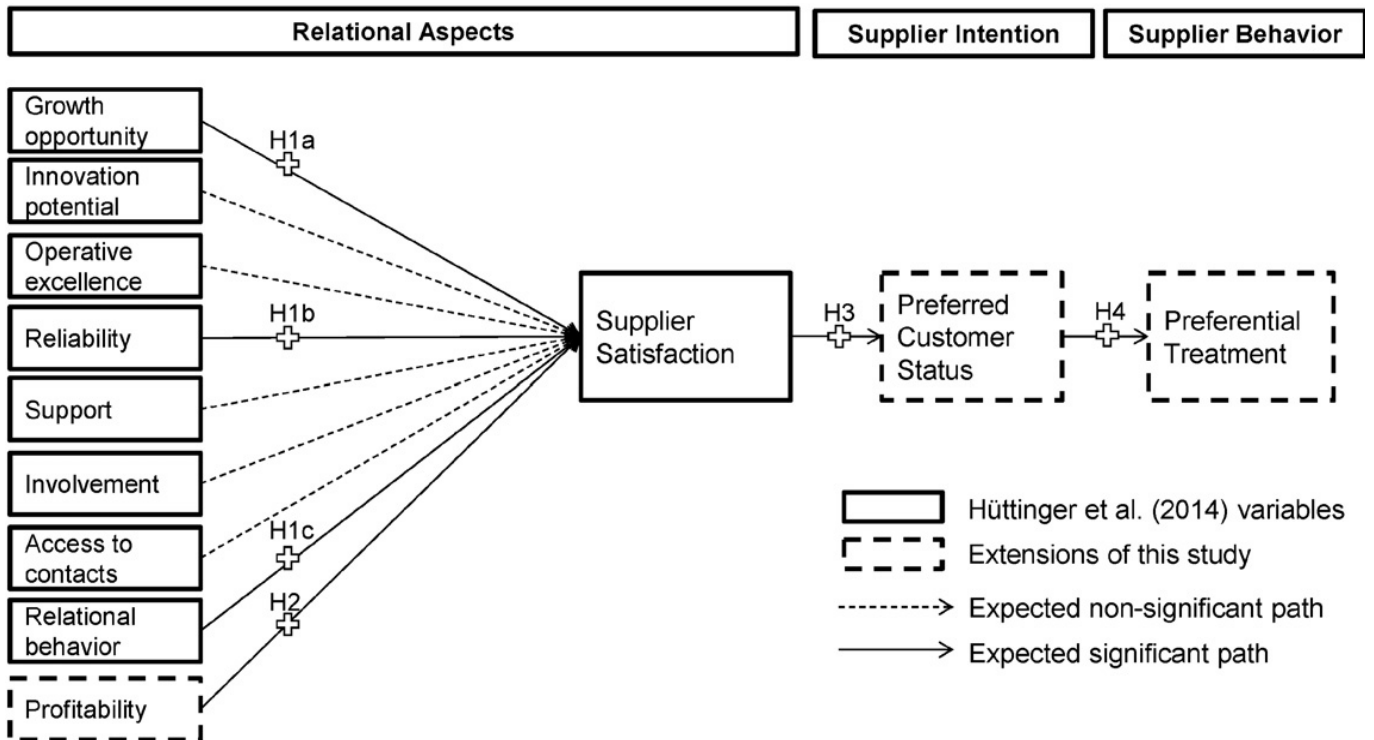 Relational Aspects
Supplier Intention
Supplier Behavior
Growth
opportunity
H1a
Innovation
potential
Operative
excellence
Reliability
H1b
Support
Involvement
Access to
contacts
H1c
Relational
behavior
H2
Profitability
Supplier
Satisfaction
H3
Preferred
Customer
Status
H4
Preferential
Treatment
Hüttinger et al. (2014) variables
Extensions of this study
Expected non-significant path
Expected significant path